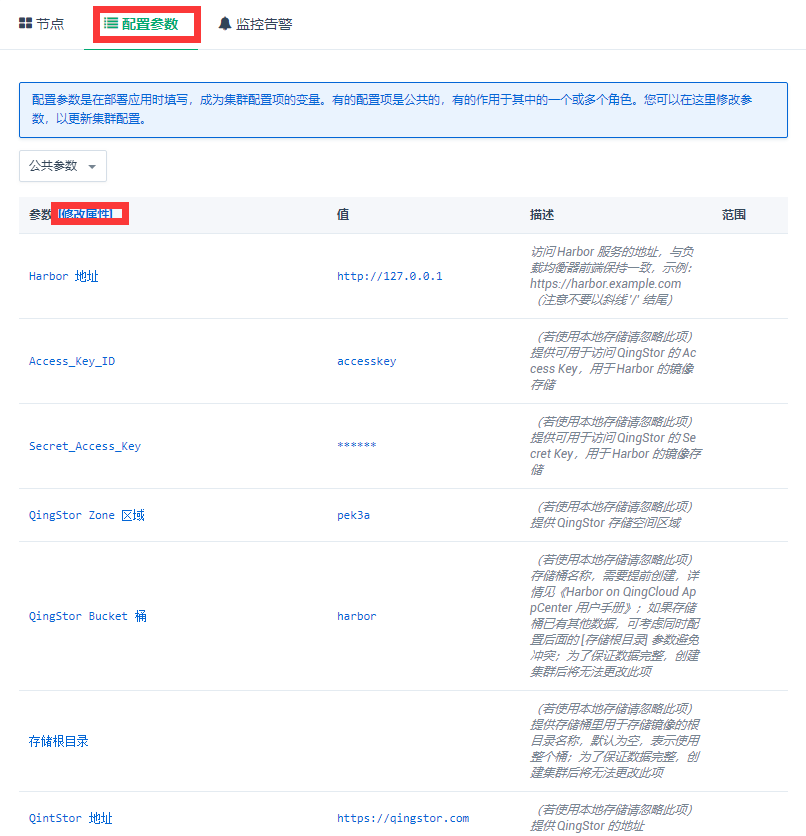 节点 配置参数 监控告警
配置参数是在部署应用时填写，成为集群配置项的变量。有的配置项是公共的，有的作用于其中的一个或多个角色。您可以在这里修改参
数，以更新集群配置。
公共参数
参数 [修改属性] 值 描述 范围
Harbor 地址 http://127.0.0.1 访问 Harbor 服务的地址，与负
载均衡器前端保持一致，示例：
https://harbor.example.com
（注意不要以斜线 '/' 结尾）
Access_Key_ID accesskey （若使用本地存储请忽略此项）
提供可用于访问 QingStor 的 Ac
cess Key，用于 Harbor 的镜像
存储
Secret_Access_Key ****** （若使用本地存储请忽略此项）
提供可用于访问 QingStor 的 Se
cret Key，用于 Harbor 的镜像存
储
QingStor Zone 区域 pek3a （若使用本地存储请忽略此项）
提供 QingStor 存储空间区域
QingStor Bucket 桶 harbor （若使用本地存储请忽略此项）
存储桶名称，需要提前创建，详
情见《Harbor on QingCloud Ap
pCenter 用户手册》；如果存储
桶已有其他数据，可考虑同时配
置后面的 [存储根目录] 参数避免
冲突；为了保证数据完整，创建
集群后将无法更改此项
存储根目录 （若使用本地存储请忽略此项）
提供存储桶里用于存储镜像的根
目录名称，默认为空，表示使用
整个桶；为了保证数据完整，创
建集群后将无法更改此项
QintStor 地址 https://qingstor.com （若使用本地存储请忽略此项）
提供 QingStor 的地址